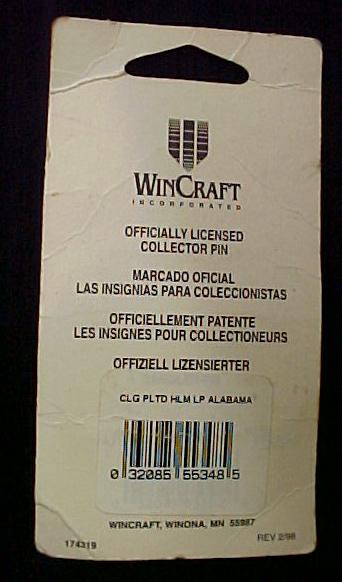 WINCRAFT
INCORPORATED
OFFICIALLY LICENSED
COLLECTOR PIN
MARCADO OFICIAL
LAS INSIGNIAS PARA COLECCIONISTAS
OFFICIELLEMENT PATENTE
LES INSIGNES POUR COLLECTIONEURS
OFFIZIELL LIZENSIERTER
CLG PLTD HLM LP ALABAMA
0 32085 55348 5
WINCRAFT, WINONA, MN 55987
174319 REV 2/98